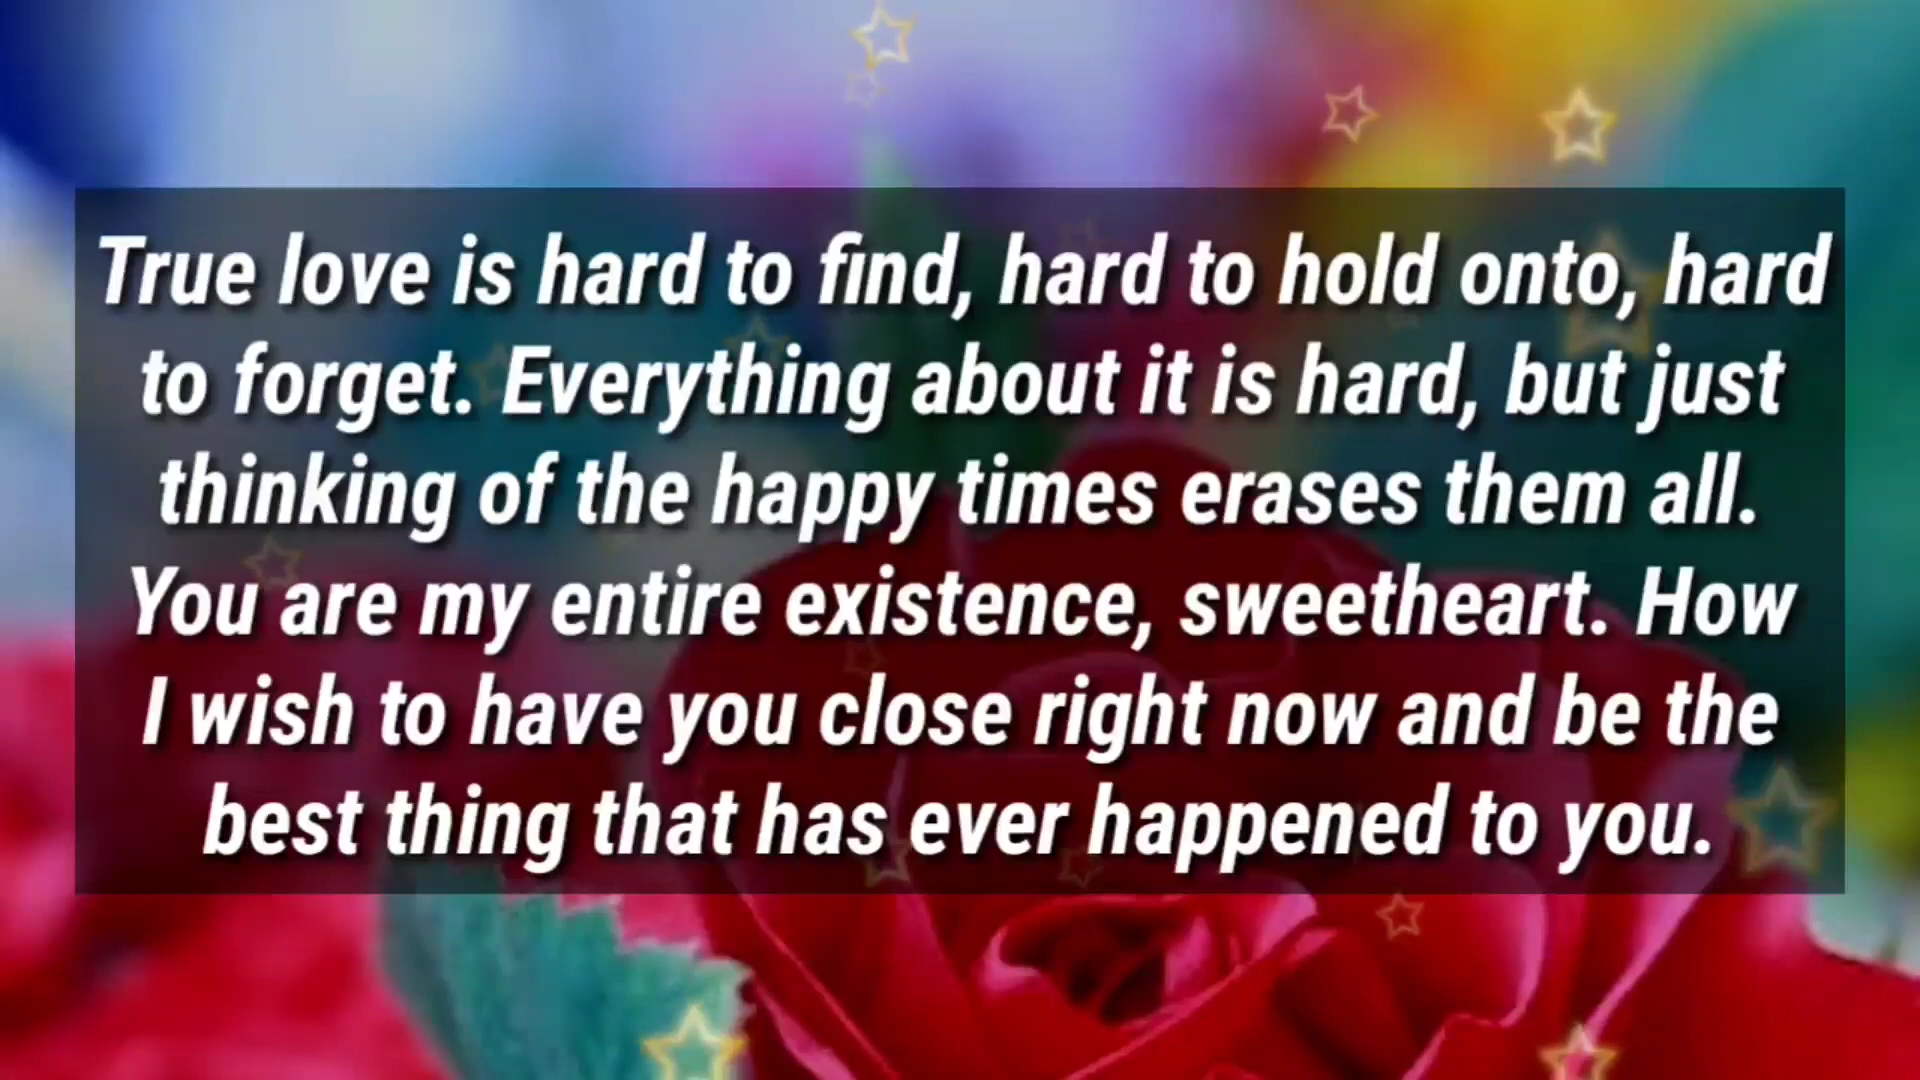 True love is hard to find, hard to hold onto, hard
to forget. Everything about it is hard, but just
thinking of the happy times erases them all.
You are my entire existence, sweetheart. How
I wish to have you close right now and be the
best thing that has ever happened to you.